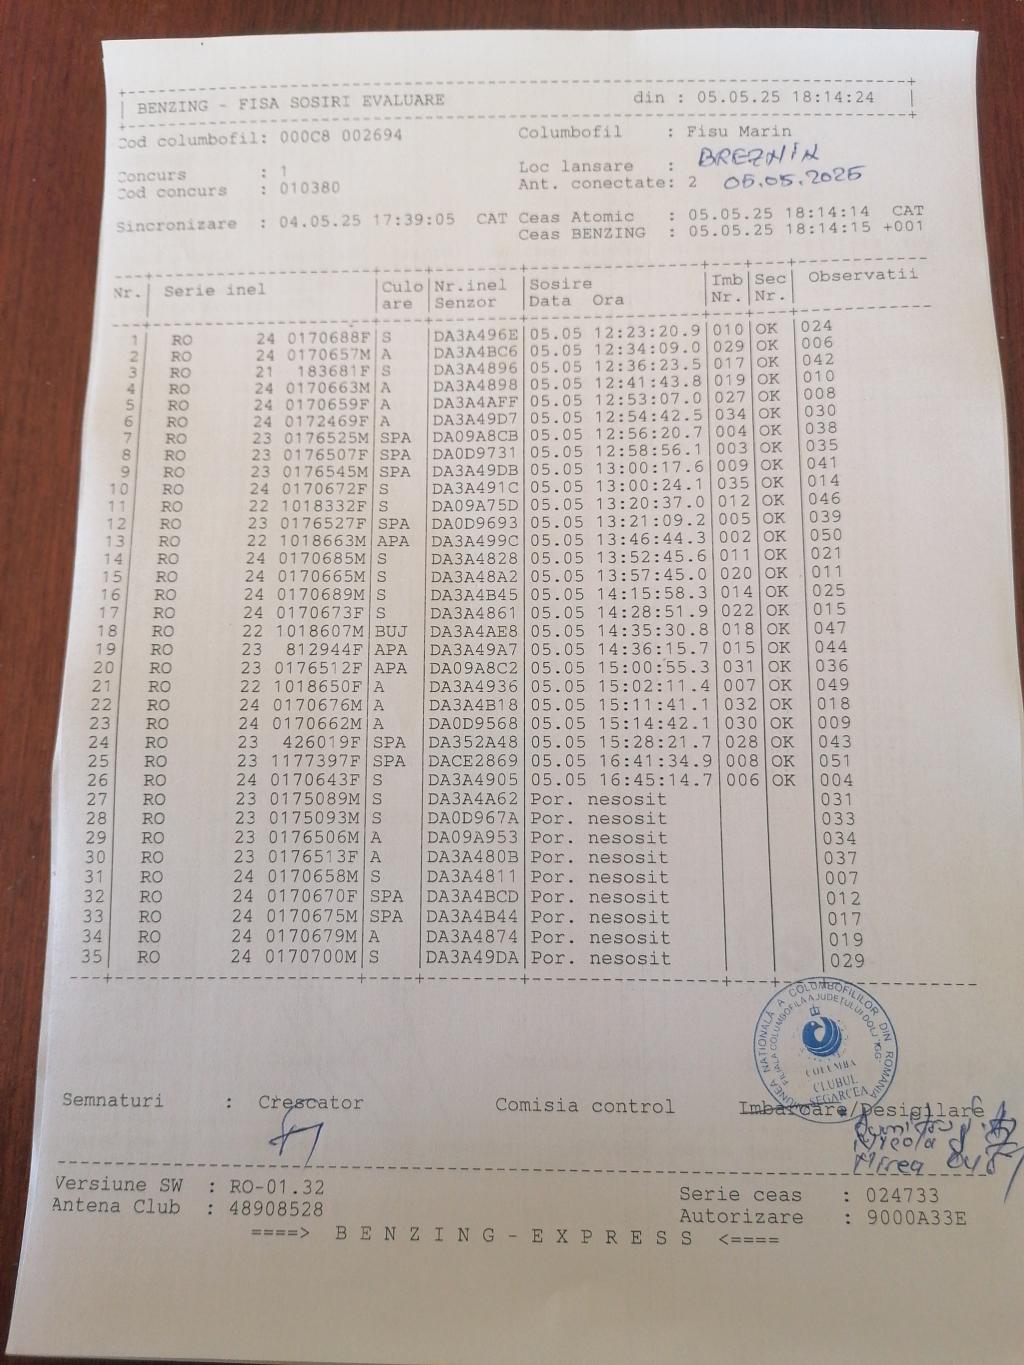 BENZING - FISA SOSIRI EVALUARE din : 05.05.25 18:14:24
Cod columbofil: 000C8 002694 Columbofil : Fisu Marin
Loc lansare : BREZNIN
Concurs : 1 Ant. conectate: 2 05.05.2025
Cod concurs : 010380
Sincronizare : 04.05.25 17:39:05 CAT Ceas Atomic : 05.05.25 18:14:14 CAT
Ceas BENZING : 05.05.25 18:14:15 +001
Nr. Serie inel Culo Nr.inel Sosire Imb Sec Observatii
are Senzor Data Ora Nr. Nr.
1 RO 24 0170688F S DA3A496E 05.05 12:23:20.9 010 OK 024
2 RO 24 0170657M A DA3A4BC6 05.05 12:34:09.0 029 OK 006
3 RO 21 183681F S DA3A4896 05.05 12:36:23.5 017 OK 042
4 RO 24 0170663M A DA3A4898 05.05 12:41:43.8 019 OK 010
5 RO 24 0170659F A DA3A4AFF 05.05 12:53:07.0 027 OK 008
6 RO 24 0172469F A DA3A49D7 05.05 12:54:42.5 034 OK 030
7 RO 23 0176525M SPA DA09A8CB 05.05 12:56:20.7 004 OK 038
8 RO 23 0176507F SPA DA0D9731 05.05 12:58:56.1 003 OK 035
9 RO 23 0176545M SPA DA3A49DB 05.05 13:00:17.6 009 OK 041
10 RO 24 0170672F S DA3A491C 05.05 13:00:24.1 035 OK 014
11 RO 22 1018332F S DA09A75D 05.05 13:20:37.0 012 OK 046
12 RO 23 0176527F SPA DA0D9693 05.05 13:21:09.2 005 OK 039
13 RO 22 1018663M APA DA3A499C 05.05 13:46:44.3 002 OK 050
14 RO 24 0170685M S DA3A4828 05.05 13:52:45.6 011 OK 021
15 RO 24 0170665M S DA3A48A2 05.05 13:57:45.0 020 OK 011
16 RO 24 0170689M S DA3A4B45 05.05 14:15:58.3 014 OK 025
17 RO 24 0170673F S DA3A4861 05.05 14:28:51.9 022 OK 015
18 RO 22 1018607M BUJ DA3A4AE8 05.05 14:35:30.8 018 OK 047
19 RO 23 812944F APA DA3A49A7 05.05 14:36:15.7 015 OK 044
20 RO 23 0176512F APA DA09A8C2 05.05 15:00:55.3 031 OK 036
21 RO 22 1018650F A DA3A4936 05.05 15:02:11.4 007 OK 049
22 RO 24 0170676M A DA3A4B18 05.05 15:11:41.1 032 OK 018
23 RO 24 0170662M A DA0D9568 05.05 15:14:42.1 030 OK 009
24 RO 23 426019F SPA DA352A48 05.05 15:28:21.7 028 OK 043
25 RO 23 1177397F SPA DACE2869 05.05 16:41:34.9 008 OK 051
26 RO 24 0170643F S DA3A4905 05.05 16:45:14.7 006 OK 004
27 RO 23 0175089M S DA3A4A62 Por. nesosit 031
28 RO 23 0175093M S DA0D967A Por. nesosit 033
29 RO 23 0176506M A DA09A953 Por. nesosit 034
30 RO 23 0176513F A DA3A480B Por. nesosit 037
31 RO 24 0170658M S DA3A4811 Por. nesosit 007
32 RO 24 0170670F SPA DA3A4BCD Por. nesosit 012
33 RO 24 0170675M SPA DA3A4B44 Por. nesosit 017
34 RO 24 0170679M A DA3A4874 Por. nesosit 019
35 RO 24 0170700M S DA3A49DA Por. nesosit 029
UNIUNEA NATIONALĂ A COLUMBOFILILOR DIN ROMANIA
FILIALA COLUMBOFILA A JUDEȚULUI DOLJ
COLUMBA
CLUBUL
SEGARCEA
Semnaturi : Crescator Comisia control Imbarcare/Desigilare
Mirea
Versiune SW : RO-01.32 Serie ceas : 024733
Antena Club : 48908528 Autorizare : 9000A33E
====> B E N Z I N G - E X P R E S S <====